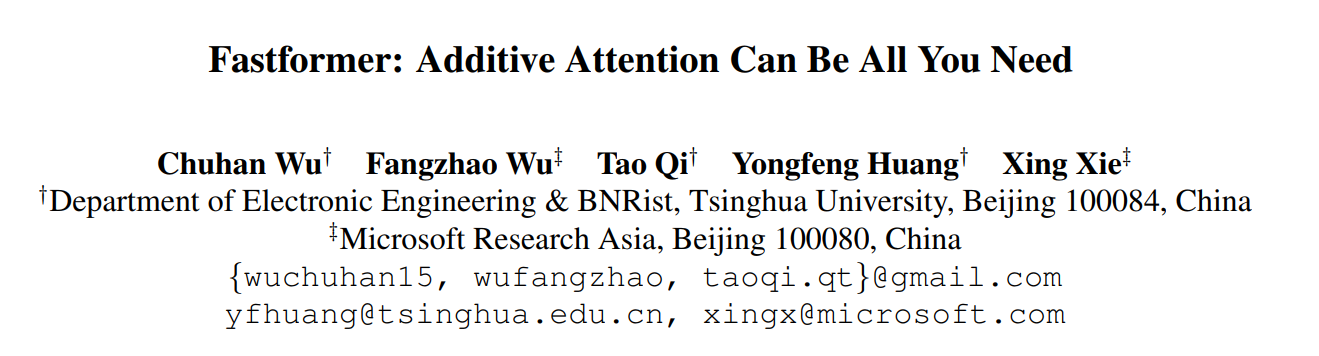 Fastformer: Additive Attention Can Be All You Need
Chuhan Wu† Fangzhao Wu‡ Tao Qi† Yongfeng Huang† Xing Xie‡
†Department of Electronic Engineering & BNRist, Tsinghua University, Beijing 100084, China
‡Microsoft Research Asia, Beijing 100080, China
{wuchuhan15, wufangzhao, taoqi.qt}@gmail.com
yfhuang@tsinghua.edu.cn, xingx@microsoft.com